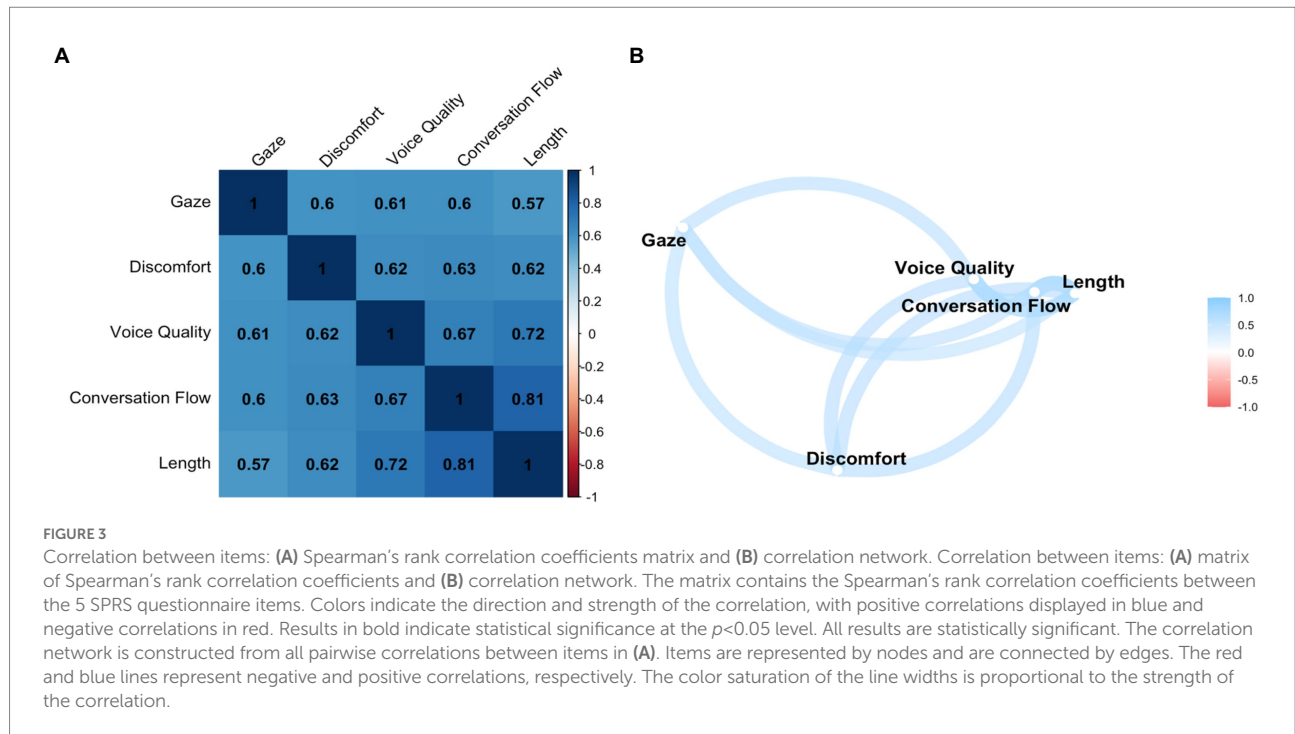 A
B
Gaze
Discomfort
Voice Quality
Conversation Flow
Length
Gaze 1 0.6 0.61 0.6 0.57
Discomfort 0.6 1 0.62 0.63 0.62
Voice Quality 0.61 0.62 1 0.67 0.72
Conversation Flow 0.6 0.63 0.67 1 0.81
Length 0.57 0.62 0.72 0.81 1
1
0.8
0.6
0.4
0.2
0
-0.2
-0.4
-0.6
-0.8
-1
Gaze
Voice Quality
Length
Conversation Flow
Discomfort
1.0
0.5
0.0
-0.5
-1.0
FIGURE 3
Correlation between items: (A) Spearman’s rank correlation coefficients matrix and (B) correlation network. Correlation between items: (A) matrix
of Spearman’s rank correlation coefficients and (B) correlation network. The matrix contains the Spearman’s rank correlation coefficients between
the 5 SPRS questionnaire items. Colors indicate the direction and strength of the correlation, with positive correlations displayed in blue and
negative correlations in red. Results in bold indicate statistical significance at the p<0.05 level. All results are statistically significant. The correlation
network is constructed from all pairwise correlations between items in (A). Items are represented by nodes and are connected by edges. The red
and blue lines represent negative and positive correlations, respectively. The color saturation of the line widths is proportional to the strength of
the correlation.